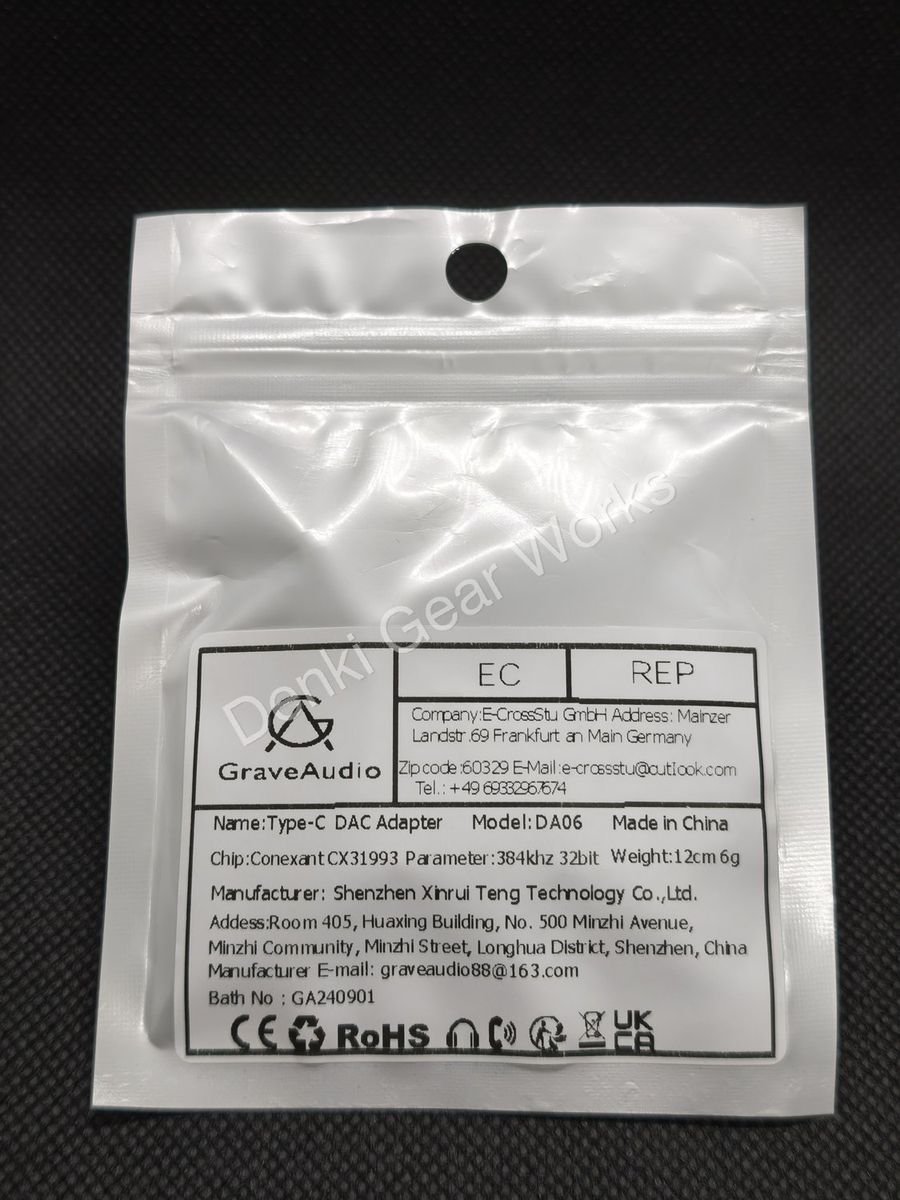 Denki Gear Works
GraveAudio
EC
REP
Company:E-CrossStu GmbH Address: Mainzer
Landstr.69 Frankfurt an Main Germany
Zip code:60329 E-Mail:e-crossstu@outlook.com
Tel.: +49 69332967674
Name:Type-C DAC Adapter Model: DA06 Made in China
Chip:Conexant CX31993 Parameter:384khz 32bit Weight:12cm 6g
Manufacturer: Shenzhen Xinrui Teng Technology Co.,Ltd.
Addess:Room 405, Huaxing Building, No. 500 Minzhi Avenue,
Minzhi Community, Minzhi Street, Longhua District, Shenzhen, China
Manufacturer E-mail: graveaudio88@163.com
Bath No : GA240901
CE RoHS UK
CA